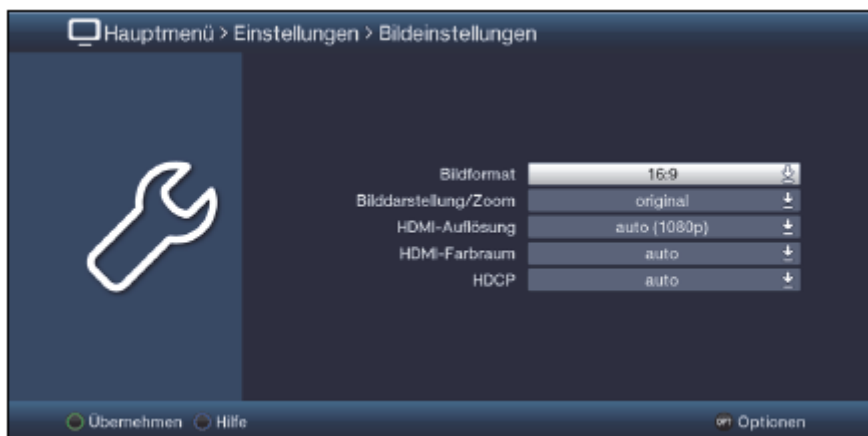 Hauptmenü > Einstellungen > Bildeinstellungen
Bildformat 16:9
Bilddarstellung/Zoom original
HDMI-Auflösung auto (1080p)
HDMI-Farbraum auto
HDCP auto
Übernehmen Hilfe OPT Optionen